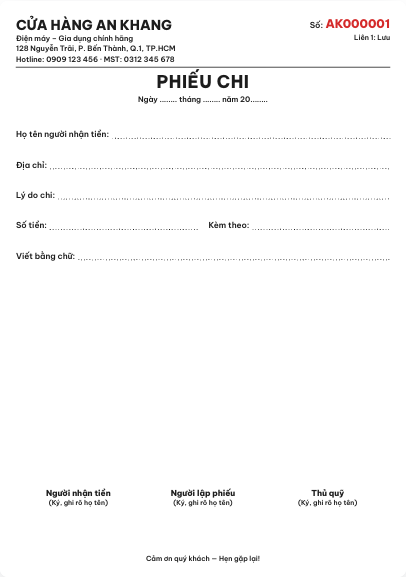 CỬA HÀNG AN KHANG
Số: AK000001
Điện máy – Gia dụng chính hãng
Liên 1: Lưu
128 Nguyễn Trãi, P. Bến Thành, Q.1, TP.HCM
Hotline: 0909 123 456 · MST: 0312 345 678
PHIẾU CHI
Ngày ........ tháng ........ năm 20........
Họ tên người nhận tiền:
Địa chỉ:
Lý do chi:
Số tiền: Kèm theo:
Viết bằng chữ:
Người nhận tiền Người lập phiếu Thủ quỹ
(Ký, ghi rõ họ tên) (Ký, ghi rõ họ tên) (Ký, ghi rõ họ tên)
Cảm ơn quý khách — Hẹn gặp lại!